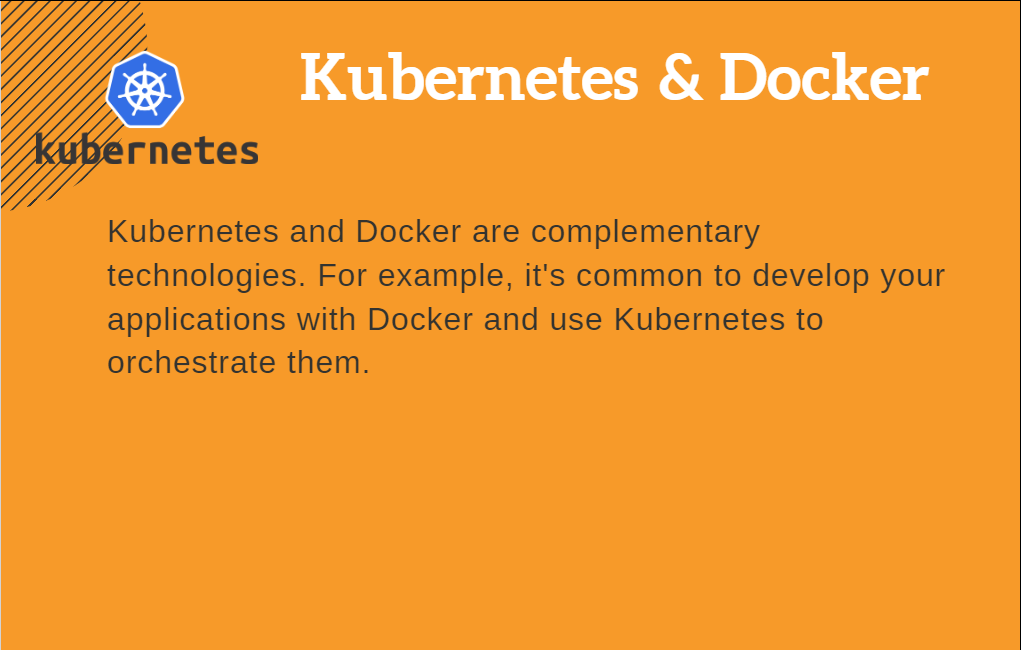 Kubernetes & Docker
kubernetes
Kubernetes and Docker are complementary
technologies. For example, it's common to develop your
applications with Docker and use Kubernetes to
orchestrate them.